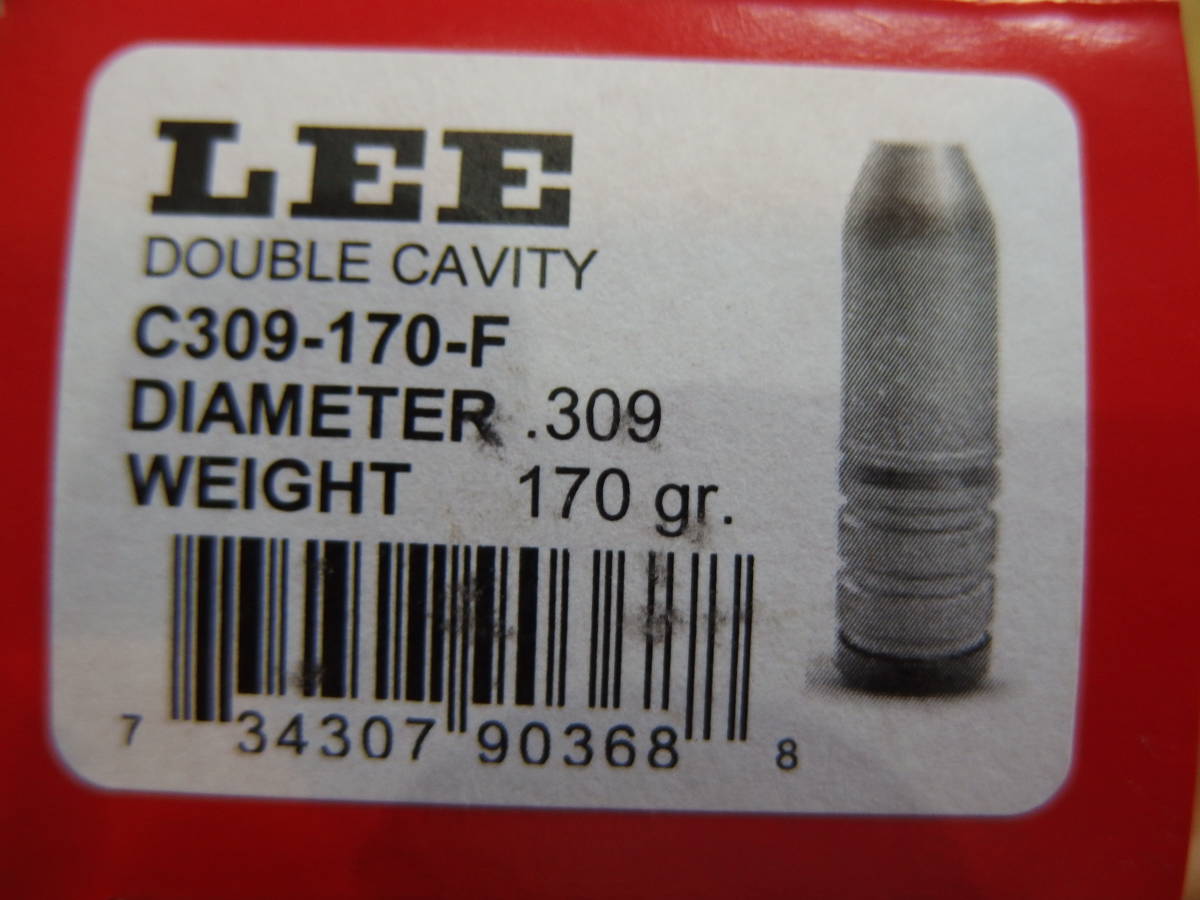 LEE
DOUBLE CAVITY
C309-170-F
DIAMETER .309
WEIGHT 170 gr.
7 34307 90368 8